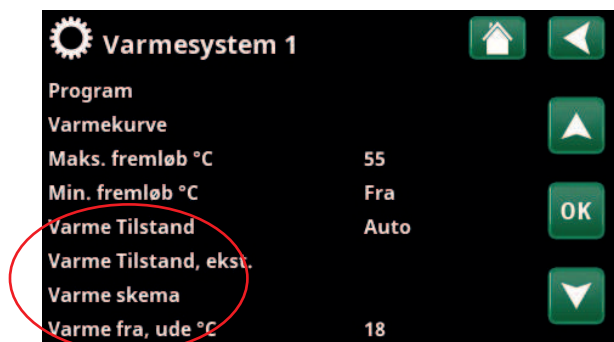 Varmesystem 1
Program
Varmekurve
Maks. fremløb °C 55
Min. fremløb °C Fra
Varme Tilstand Auto
OK
Varme Tilstand, ekst.
Varme skema
Varme fra, ude °C 18